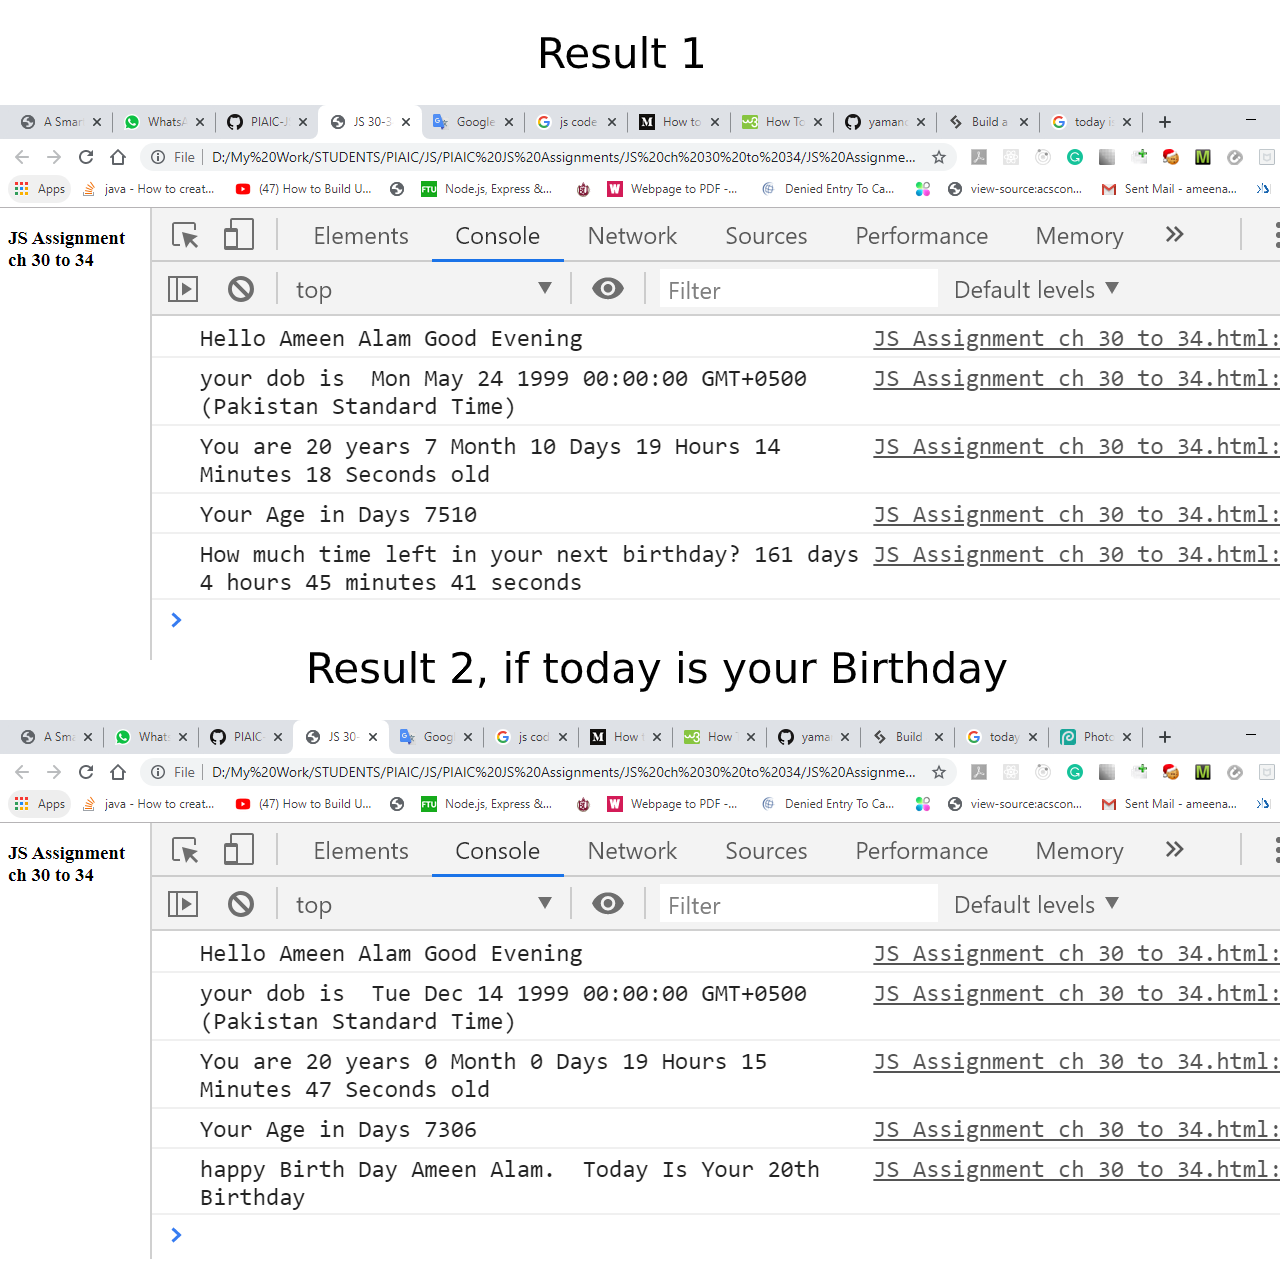 Result 1
A Smar WhatsA PIAIC-J JS 30-3 Google js code How to How To yaman Build a today i
File D:/My%20Work/STUDENTS/PIAIC/JS/PIAIC%20JS%20Assignments/JS%20ch%2030%20to%2034/JS%20Assignme...
Apps java - How to creat... (47) How to Build U... FTU Node.js, Express &... Webpage to PDF -... Denied Entry To Ca... view-source:acscon... Sent Mail - ameena...
JS Assignment
ch 30 to 34
Elements Console Network Sources Performance Memory
top Filter Default levels ▼
Hello Ameen Alam Good Evening JS Assignment ch 30 to 34.html:
your dob is  Mon May 24 1999 00:00:00 GMT+0500 JS Assignment ch 30 to 34.html:
(Pakistan Standard Time)
You are 20 years 7 Month 10 Days 19 Hours 14 JS Assignment ch 30 to 34.html:
Minutes 18 Seconds old
Your Age in Days 7510 JS Assignment ch 30 to 34.html:
How much time left in your next birthday? 161 days JS Assignment ch 30 to 34.html:
4 hours 45 minutes 41 seconds
Result 2, if today is your Birthday
A Sma Whats PIAIC JS 30- Goog js cod How How yama Build today Photo
File D:/My%20Work/STUDENTS/PIAIC/JS/PIAIC%20JS%20Assignments/JS%20ch%2030%20to%2034/JS%20Assignme...
Apps java - How to creat... (47) How to Build U... FTU Node.js, Express &... Webpage to PDF -... Denied Entry To Ca... view-source:acscon... Sent Mail - ameena...
JS Assignment
ch 30 to 34
Elements Console Network Sources Performance Memory
top Filter Default levels ▼
Hello Ameen Alam Good Evening JS Assignment ch 30 to 34.html:
your dob is  Tue Dec 14 1999 00:00:00 GMT+0500 JS Assignment ch 30 to 34.html:
(Pakistan Standard Time)
You are 20 years 0 Month 0 Days 19 Hours 15 JS Assignment ch 30 to 34.html:
Minutes 47 Seconds old
Your Age in Days 7306 JS Assignment ch 30 to 34.html:
happy Birth Day Ameen Alam.  Today Is Your 20th JS Assignment ch 30 to 34.html:
Birthday